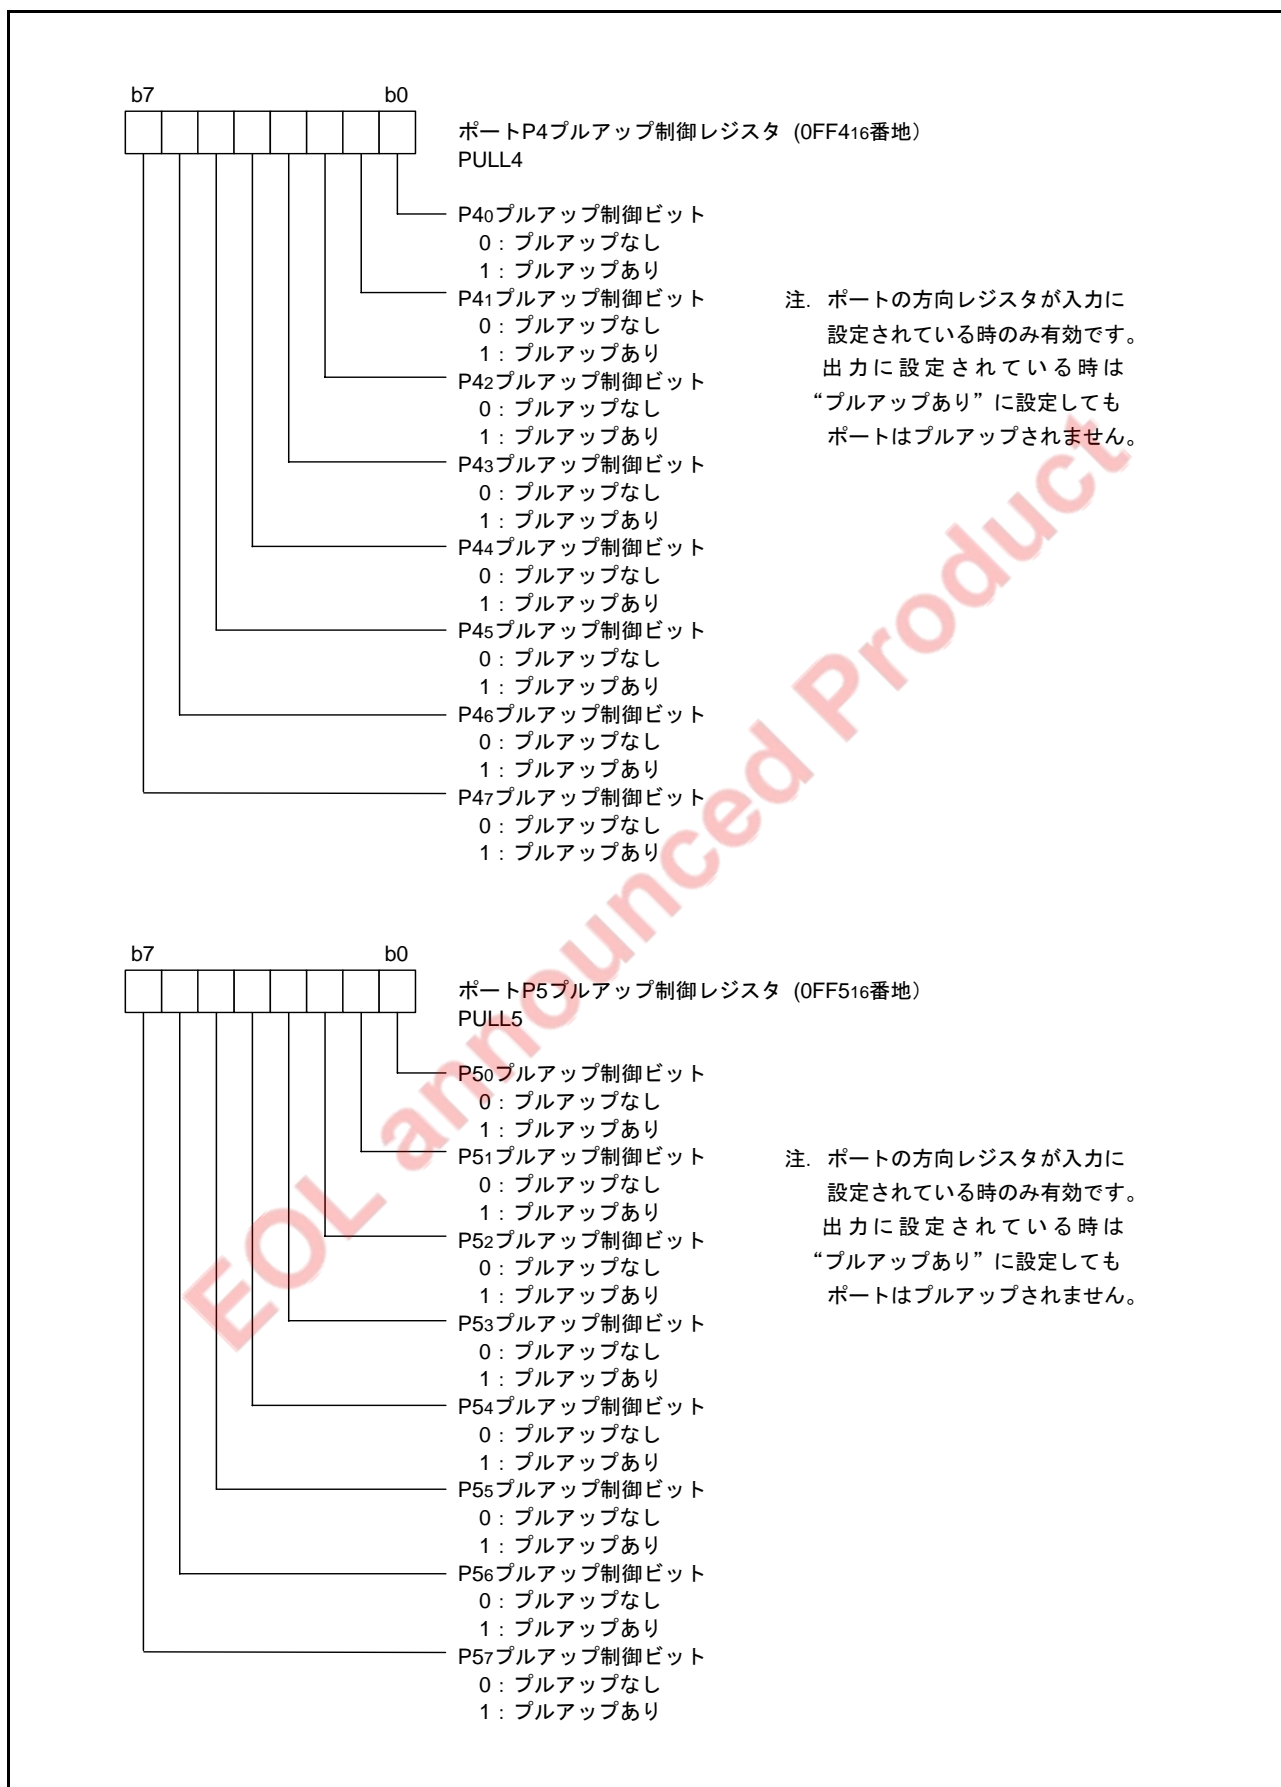 b7 b0
ポートP4プルアップ制御レジスタ (0FF416番地)
PULL4
P40プルアップ制御ビット
0：プルアップなし
1：プルアップあり
P41プルアップ制御ビット
0：プルアップなし
1：プルアップあり
P42プルアップ制御ビット
0：プルアップなし
1：プルアップあり
P43プルアップ制御ビット
0：プルアップなし
1：プルアップあり
P44プルアップ制御ビット
0：プルアップなし
1：プルアップあり
P45プルアップ制御ビット
0：プルアップなし
1：プルアップあり
P46プルアップ制御ビット
0：プルアップなし
1：プルアップあり
P47プルアップ制御ビット
0：プルアップなし
1：プルアップあり
注. ポートの方向レジスタが入力に
設定されている時のみ有効です。
出力に設定されている時は
“プルアップあり”に設定しても
ポートはプルアップされません。
b7 b0
ポートP5プルアップ制御レジスタ (0FF516番地)
PULL5
P50プルアップ制御ビット
0：プルアップなし
1：プルアップあり
P51プルアップ制御ビット
0：プルアップなし
1：プルアップあり
P52プルアップ制御ビット
0：プルアップなし
1：プルアップあり
P53プルアップ制御ビット
0：プルアップなし
1：プルアップあり
P54プルアップ制御ビット
0：プルアップなし
1：プルアップあり
P55プルアップ制御ビット
0：プルアップなし
1：プルアップあり
P56プルアップ制御ビット
0：プルアップなし
1：プルアップあり
P57プルアップ制御ビット
0：プルアップなし
1：プルアップあり
注. ポートの方向レジスタが入力に
設定されている時のみ有効です。
出力に設定されている時は
“プルアップあり”に設定しても
ポートはプルアップされません。
EOL announced Product